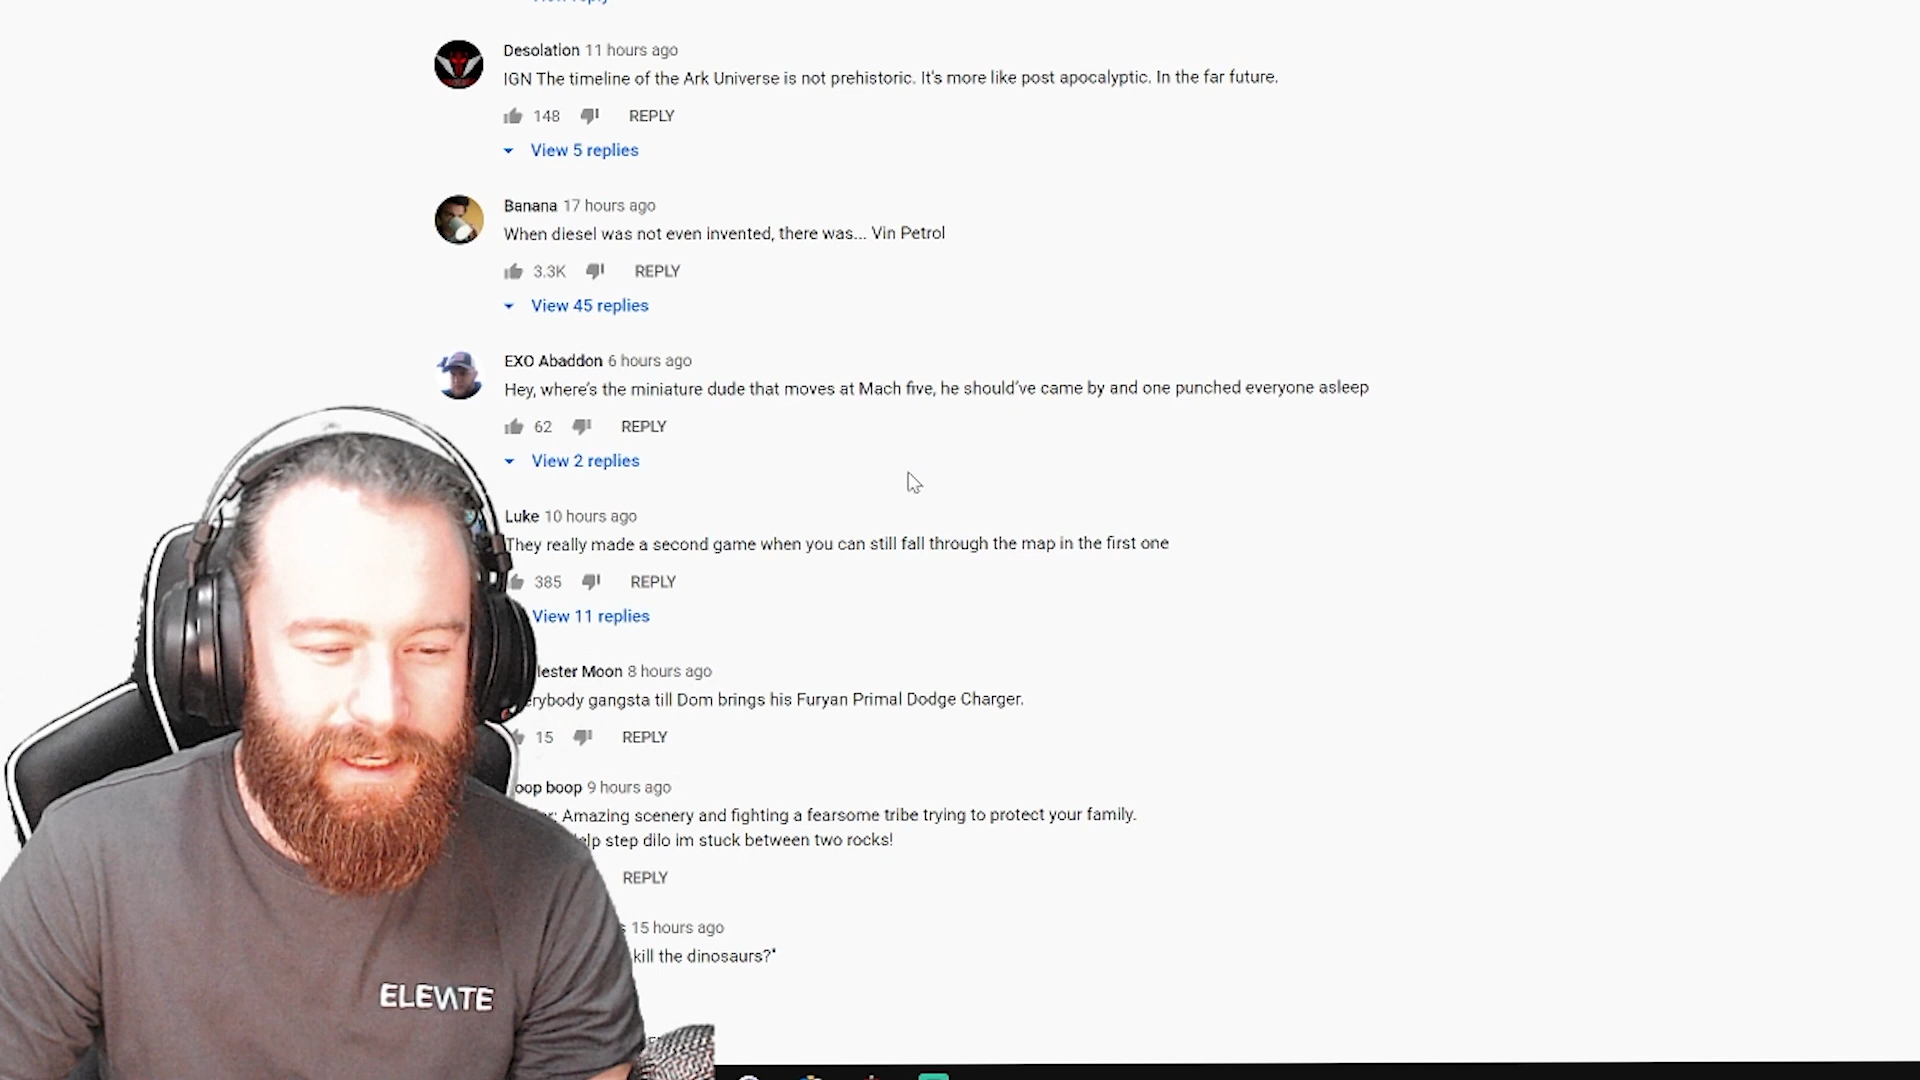 Desolation 11 hours ago
IGN The timeline of the Ark Universe is not prehistoric. It's more like post apocalyptic. In the far future.
148 REPLY
View 5 replies
Banana 17 hours ago
When diesel was not even invented, there was... Vin Petrol
3.3K REPLY
View 45 replies
EXO Abaddon 6 hours ago
Hey, where's the miniature dude that moves at Mach five, he should've came by and one punched everyone asleep
62 REPLY
View 2 replies
Luke 10 hours ago
They really made a second game when you can still fall through the map in the first one
385 REPLY
View 11 replies
Moon 8 hours ago
gangsta till Dom brings his Furyan Primal Dodge Charger.
15 REPLY
boop 9 hours ago
Amazing scenery and fighting a fearsome tribe trying to protect your family.
step dilo im stuck between two rocks!
REPLY
15 hours ago
kill the dinosaurs?"
ELEVATE